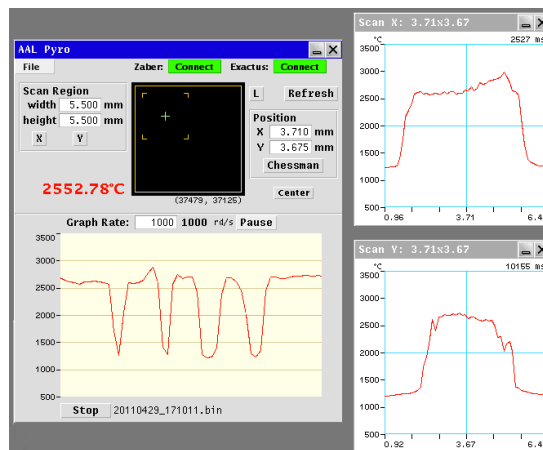 AAL Pyro
File
Zaber: Connect Exactus: Connect
Scan Region
width 5.500 mm
height 5.500 mm
X Y
L Refresh
Position
X 3.710 mm
Y 3.675 mm
Chessman
2552.78°C
(37479, 37125)
Center
Graph Rate: 1000 1000 rd/s Pause
3500
3000
2500
2000
1500
1000
500
Stop 20110429_171011.bin
Scan X: 3.71x3.67
°C 2527 ms
3500
3000
2500
2000
1500
1000
500
0.96 3.71 6.4
Scan Y: 3.71x3.67
°C 10155 ms
3500
3000
2500
2000
1500
1000
500
0.92 3.67 6.4